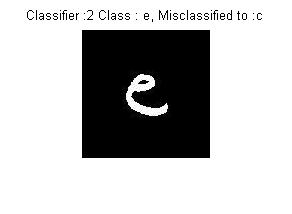 Classifier :2 Class : e, Misclassified to :c
e